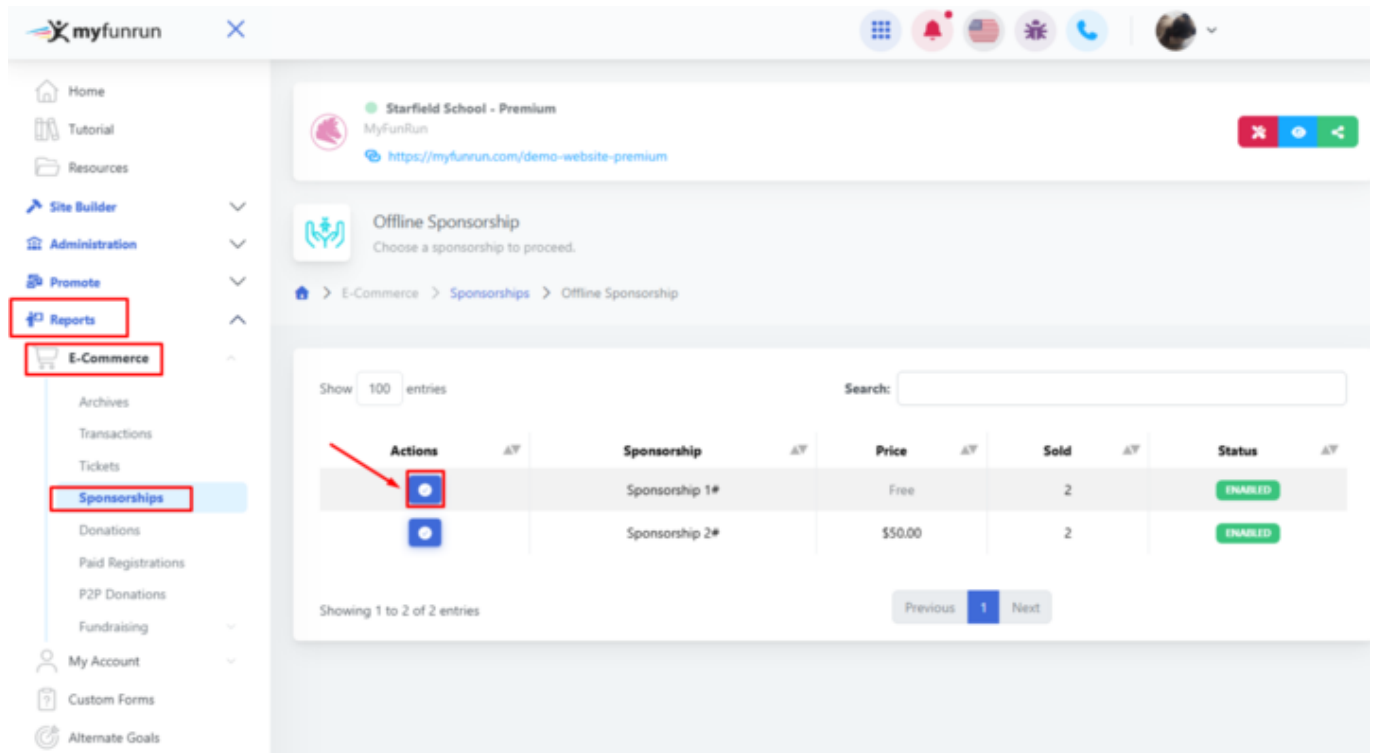 myfunrun
Home
Tutorial
Resources
Site Builder
Administration
Promote
Reports
E-Commerce
Archives
Transactions
Tickets
Sponsorships
Donations
Paid Registrations
P2P Donations
Fundraising
My Account
Custom Forms
Alternate Goals
Starfield School - Premium
MyFunRun
https://myfunrun.com/demo-website-premium
Offline Sponsorship
Choose a sponsorship to proceed.
> E-Commerce > Sponsorships > Offline Sponsorship
Show 100 entries Search:
Actions Sponsorship Price Sold Status
Sponsorship 1# Free 2 ENABLED
Sponsorship 2# $50.00 2 ENABLED
Showing 1 to 2 of 2 entries Previous 1 Next